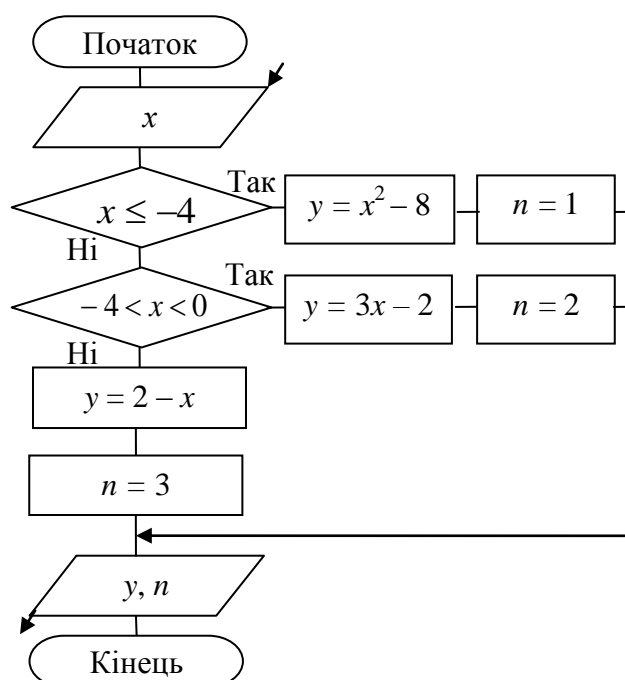 Початок
x
x ≤ −4
Так
y = x² − 8
n = 1
Ні
− 4 < x < 0
Так
y = 3x − 2
n = 2
Ні
y = 2 − x
n = 3
y, n
Кінець